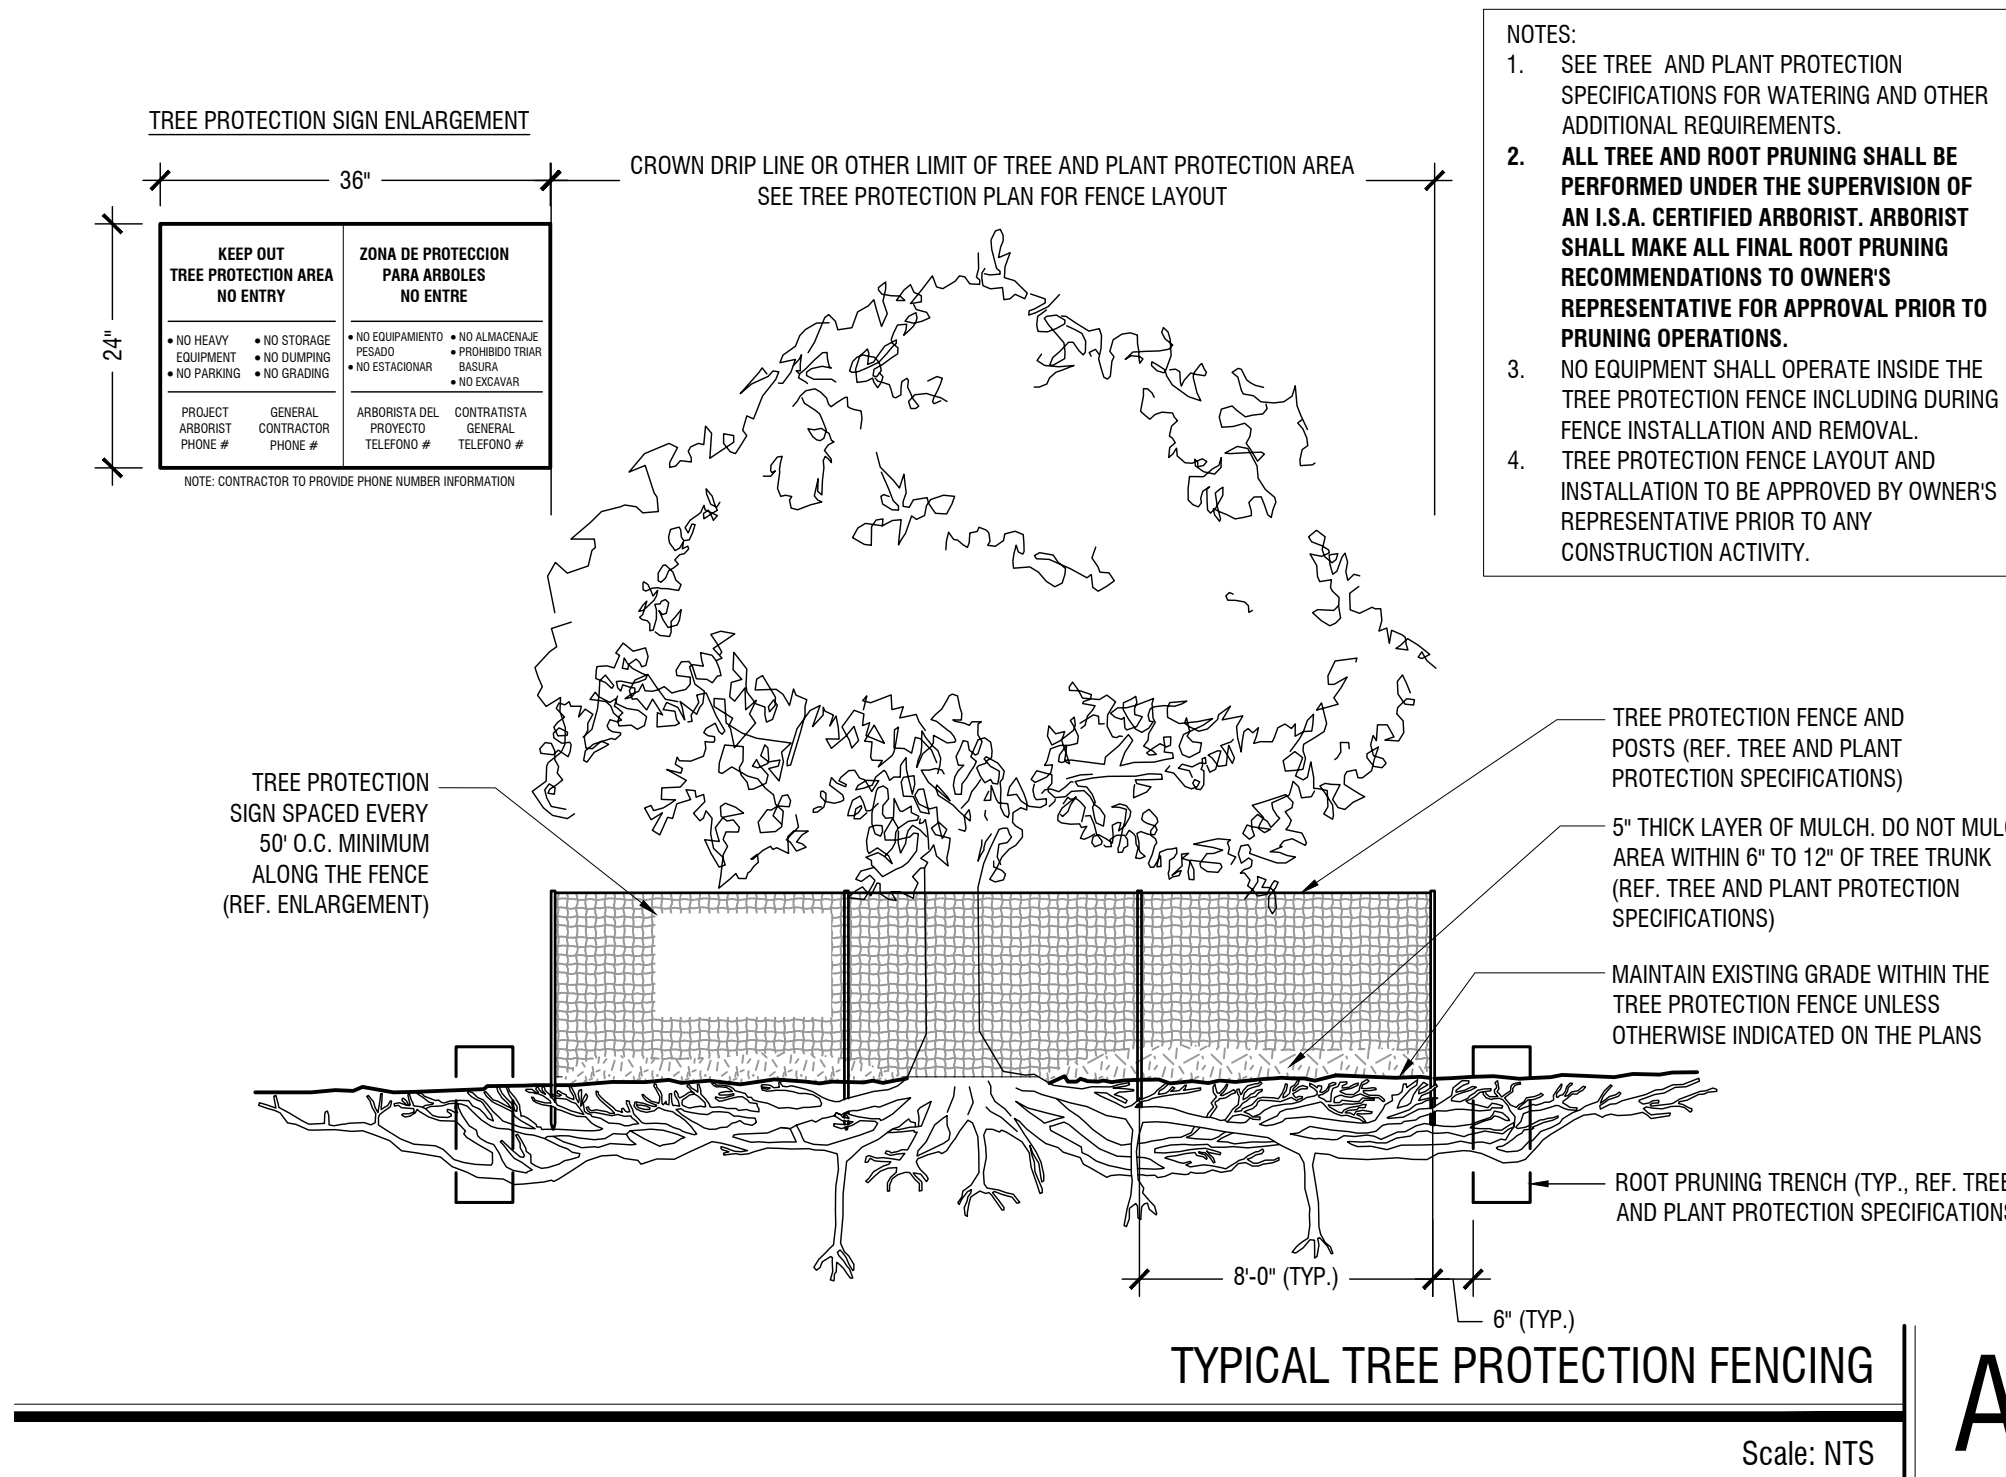 NOTES:
1. SEE TREE AND PLANT PROTECTION
SPECIFICATIONS FOR WATERING AND OTHER
ADDITIONAL REQUIREMENTS.
2. ALL TREE AND ROOT PRUNING SHALL BE
PERFORMED UNDER THE SUPERVISION OF
AN I.S.A. CERTIFIED ARBORIST. ARBORIST
SHALL MAKE ALL FINAL ROOT PRUNING
RECOMMENDATIONS TO OWNER'S
REPRESENTATIVE FOR APPROVAL PRIOR TO
PRUNING OPERATIONS.
3. NO EQUIPMENT SHALL OPERATE INSIDE THE
TREE PROTECTION FENCE INCLUDING DURING
FENCE INSTALLATION AND REMOVAL.
4. TREE PROTECTION FENCE LAYOUT AND
INSTALLATION TO BE APPROVED BY OWNER'S
REPRESENTATIVE PRIOR TO ANY
CONSTRUCTION ACTIVITY.
TREE PROTECTION SIGN ENLARGEMENT
36"
24"
KEEP OUT
TREE PROTECTION AREA
NO ENTRY
• NO HEAVY
EQUIPMENT
• NO PARKING
• NO STORAGE
• NO DUMPING
• NO GRADING
PROJECT
ARBORIST
PHONE #
GENERAL
CONTRACTOR
PHONE #
ZONA DE PROTECCION
PARA ARBOLES
NO ENTRE
• NO EQUIPAMIENTO
PESADO
• NO ESTACIONAR
• NO ALMACENAJE
• PROHIBIDO TRIAR
BASURA
• NO EXCAVAR
ARBORISTA DEL
PROYECTO
TELEFONO #
CONTRATISTA
GENERAL
TELEFONO #
NOTE: CONTRACTOR TO PROVIDE PHONE NUMBER INFORMATION
CROWN DRIP LINE OR OTHER LIMIT OF TREE AND PLANT PROTECTION AREA
SEE TREE PROTECTION PLAN FOR FENCE LAYOUT
TREE PROTECTION
SIGN SPACED EVERY
50' O.C. MINIMUM
ALONG THE FENCE
(REF. ENLARGEMENT)
TREE PROTECTION FENCE AND
POSTS (REF. TREE AND PLANT
PROTECTION SPECIFICATIONS)
5" THICK LAYER OF MULCH. DO NOT
AREA WITHIN 6" TO 12" OF TREE TRUNK
(REF. TREE AND PLANT PROTECTION
SPECIFICATIONS)
MAINTAIN EXISTING GRADE WITHIN THE
TREE PROTECTION FENCE UNLESS
OTHERWISE INDICATED ON THE PLANS
ROOT PRUNING TRENCH (TYP., REF. TREE
AND PLANT PROTECTION
8'-0" (TYP.)
6" (TYP.)
TYPICAL TREE PROTECTION FENCING
Scale: NTS
A